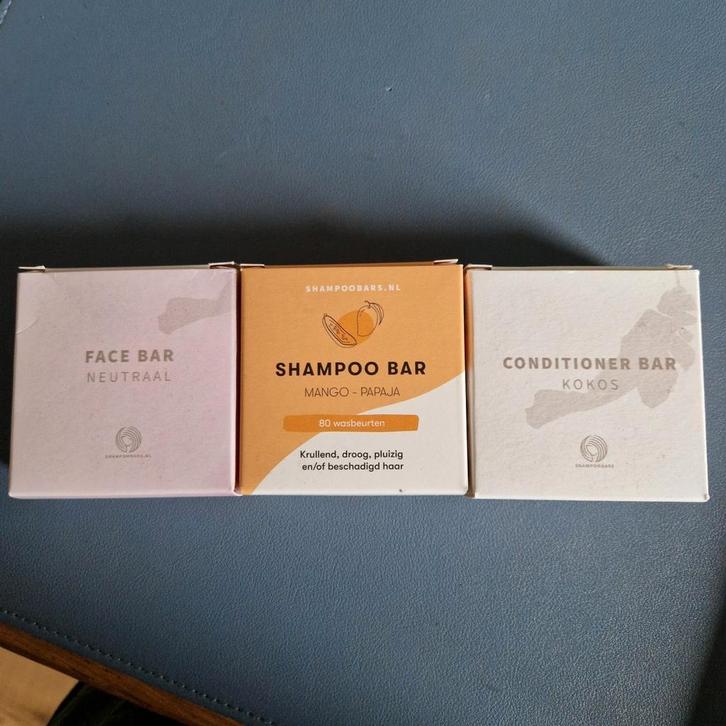 FACE BAR
NEUTRAAL
SHAMPOOBARS.NL
SHAMPOOBARS.NL
SHAMPOO BAR
MANGO - PAPAJA
80 wasbeurten
Krullend, droog, pluizig
en/of beschadigd haar
CONDITIONER BAR
KOKOS
SHAMPOOBARS